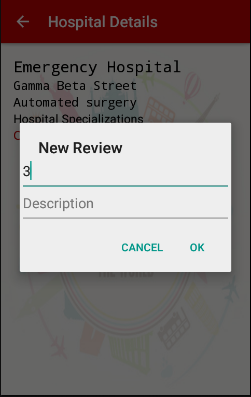 Hospital Details
Emergency Hospital
Gamma Beta Street
Automated surgery
Hospital Specializations
New Review
3
Description
CANCEL
OK